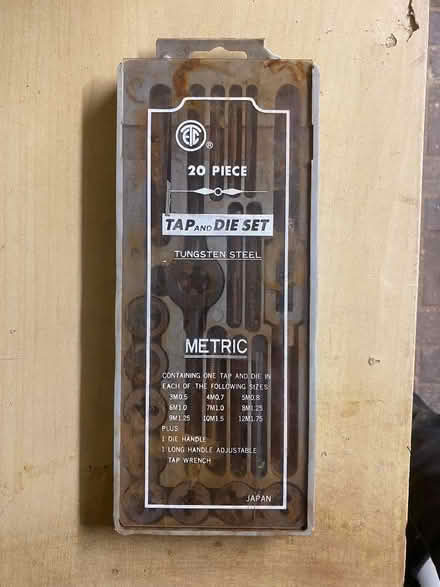 ETC ®
20 PIECE
TAP AND DIE SET
TUNGSTEN STEEL
METRIC
CONTAINING ONE TAP AND DIE IN
EACH OF THE FOLLOWING SIZES
3M0.5 4M0.7 5M0.8
6M1.0 7M1.0 8M1.25
9M1.25 10M1.5 12M1.75
PLUS
1 DIE HANDLE
1 LONG HANDLE ADJUSTABLE
TAP WRENCH
JAPAN